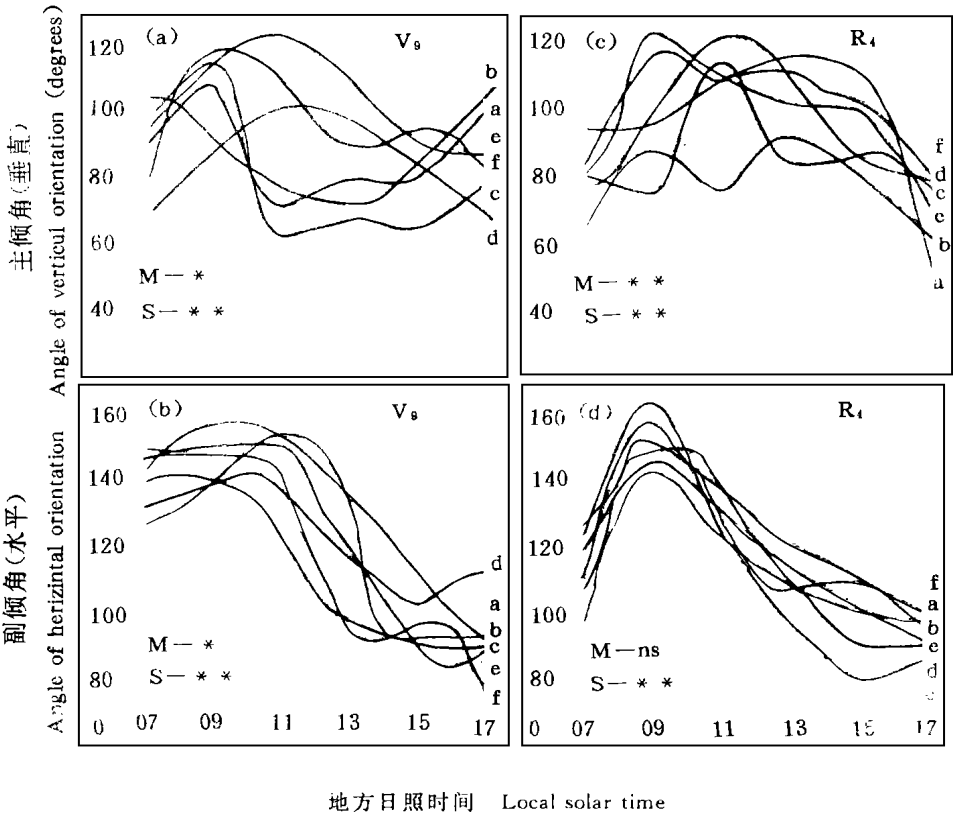 主倾角(垂直)
Angle of verticul orientation (degrees)
副倾角(水平)
Angle of herizintal orientation
(a)
V₉
120
100
80
60
40
M— *
S— * *
b
a
e
f
c
d
(c)
R₄
120
100
80
60
40
M— * *
S— * *
f
d
c
e
b
a
(b)
V₉
160
140
120
100
80
0
M— *
S— * *
d
a
b
c
e
f
07 09 11 13 15 17
(d)
R₄
160
140
120
100
80
0
M—ns
S— * *
f
a
b
e
d
07 09 11 13 15 17
地方日照时间 Local solar time